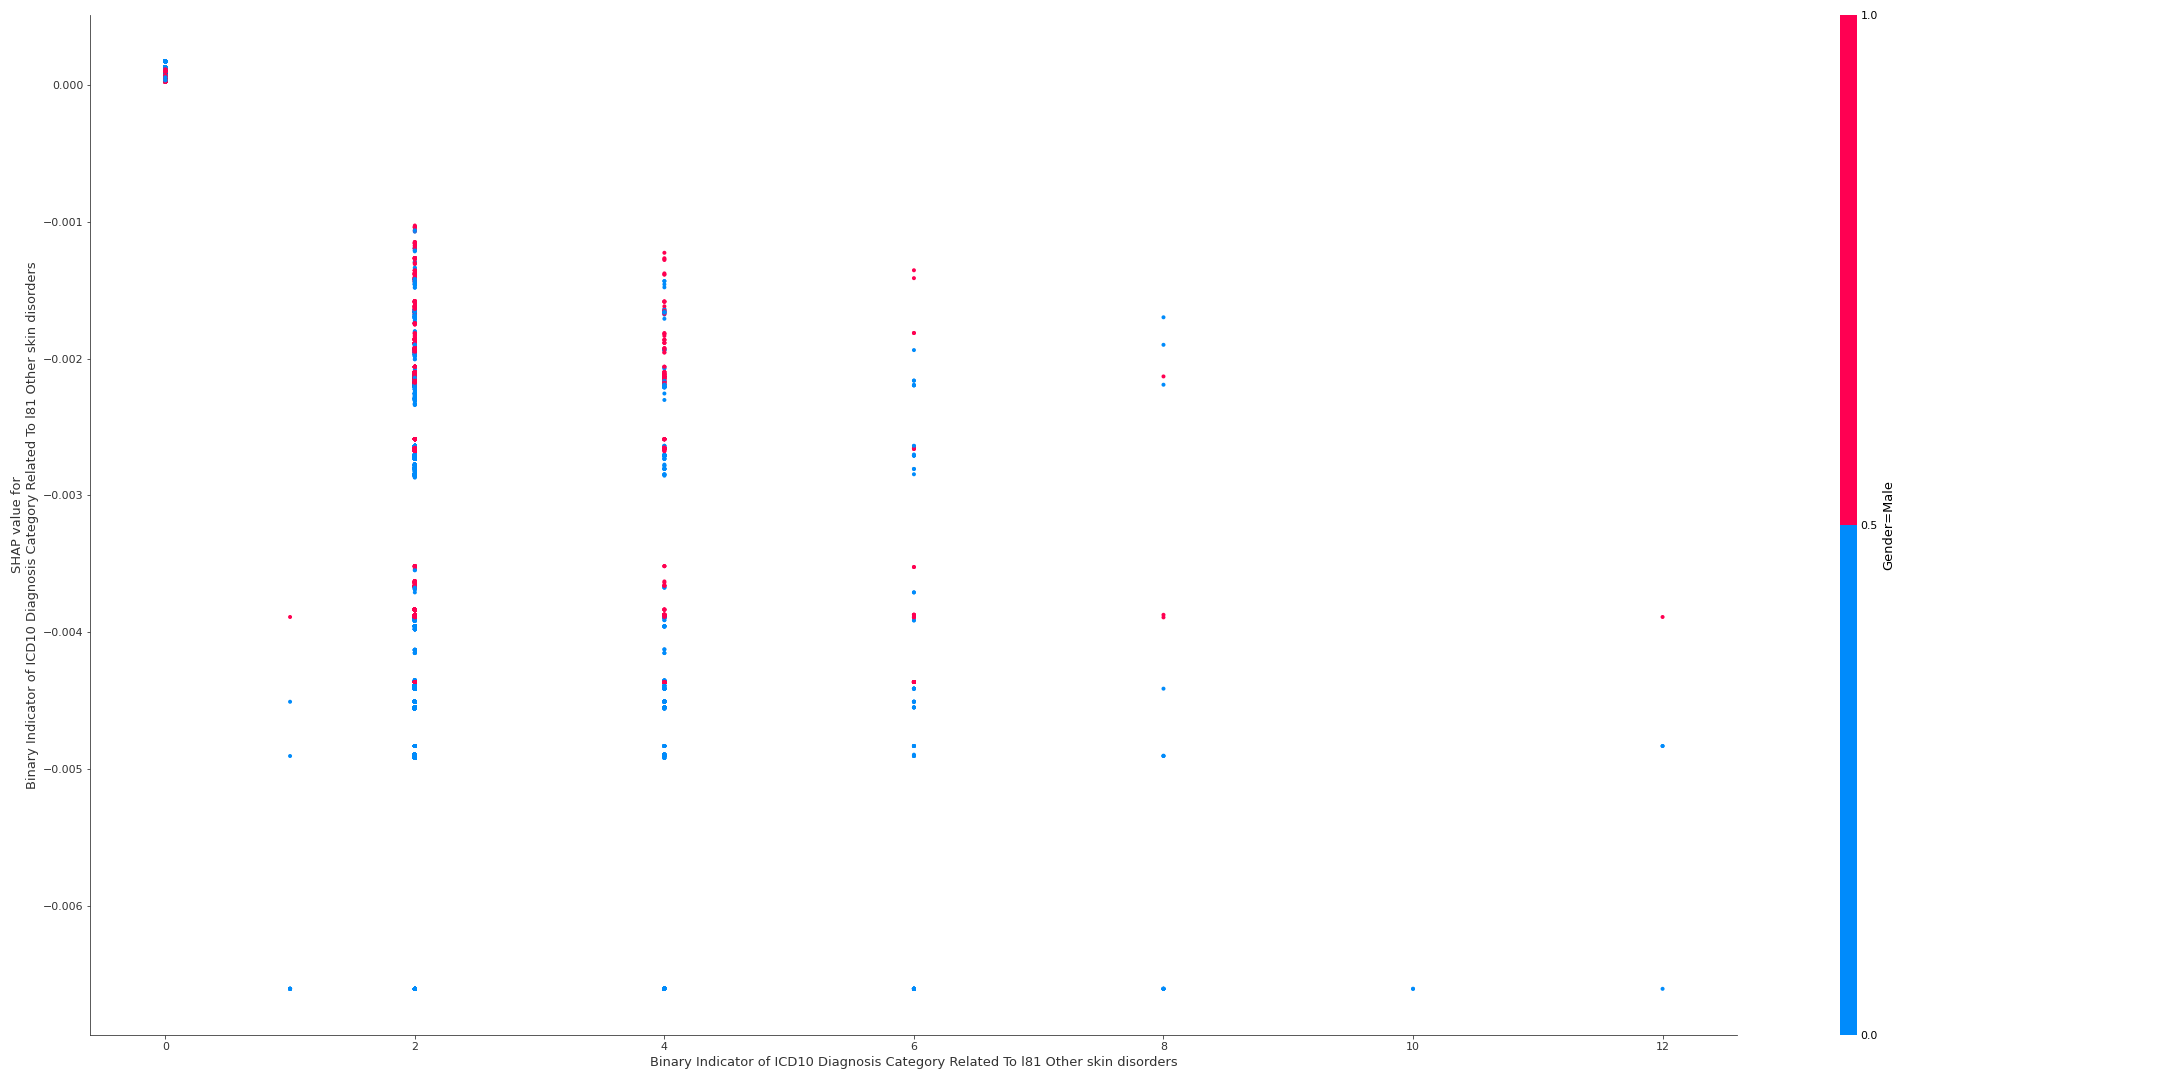 SHAP value for
Binary Indicator of ICD10 Diagnosis Category Related To l81 Other skin disorders
0.000
−0.001
−0.002
−0.003
−0.004
−0.005
−0.006
0 2 4 6 8 10 12
Binary Indicator of ICD10 Diagnosis Category Related To l81 Other skin disorders
1.0
0.5
0.0
Gender=Male